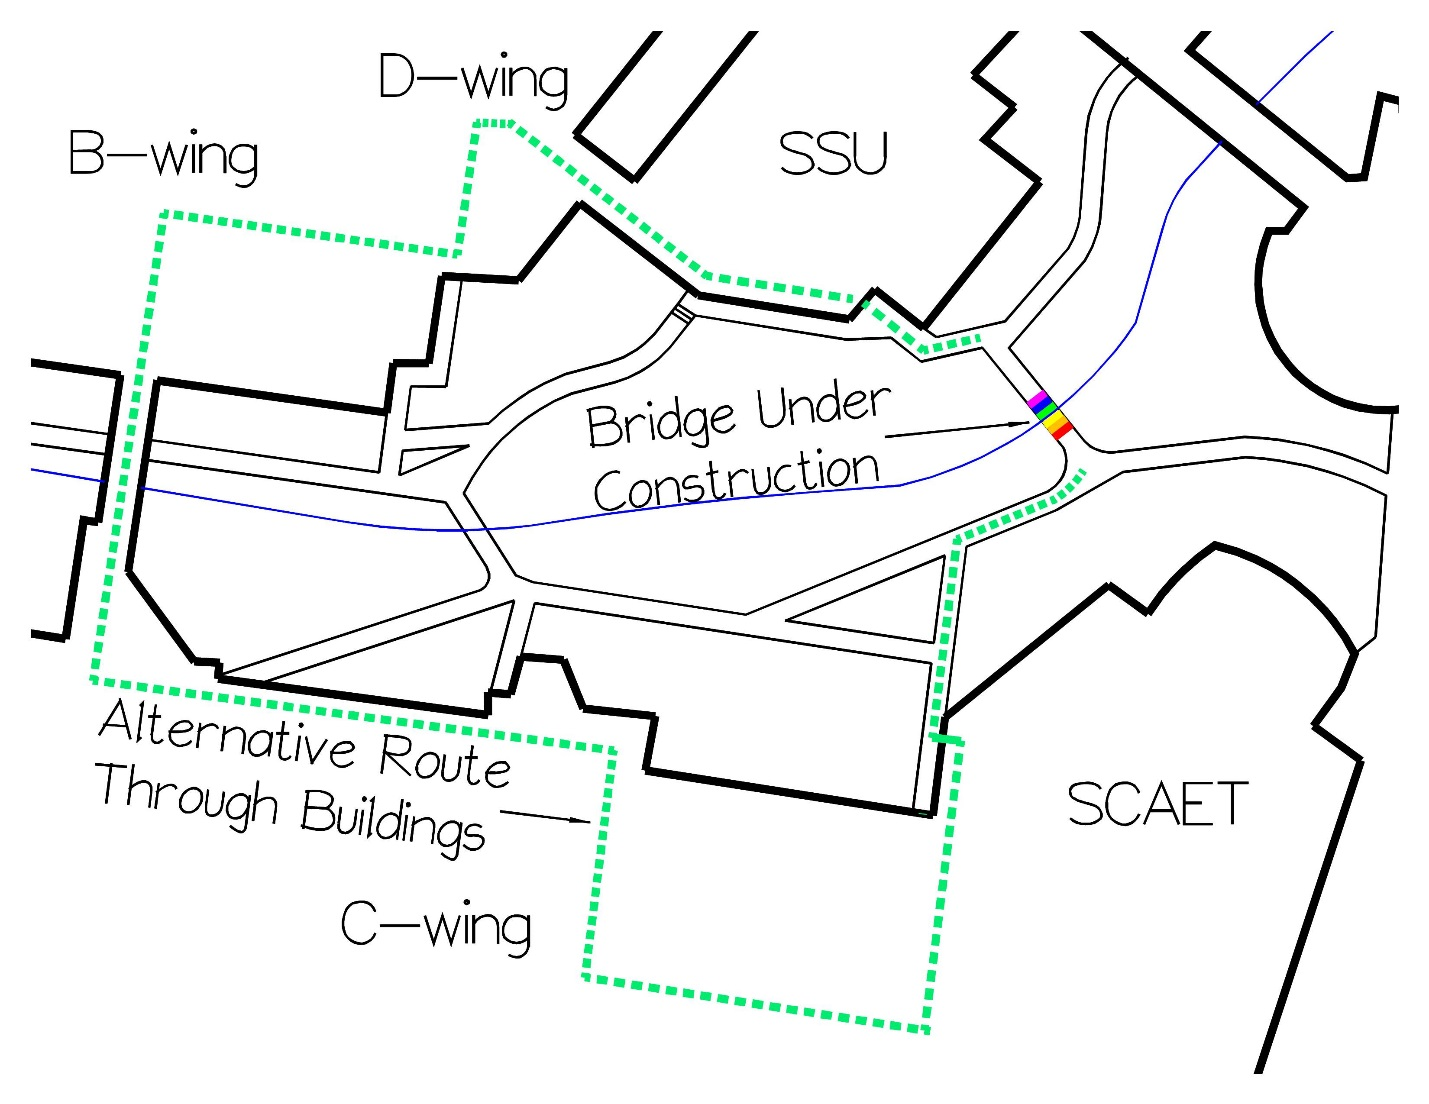 D-wing
B-wing
SSU
Bridge Under
Construction
Alternative Route
Through Buildings
SCAET
C-wing